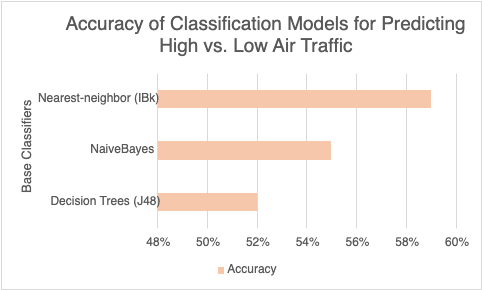 Accuracy of Classification Models for Predicting
High vs. Low Air Traffic
Base Classifiers
Nearest-neighbor (IBk)
NaiveBayes
Decision Trees (J48)
48% 50% 52% 54% 56% 58% 60%
Accuracy